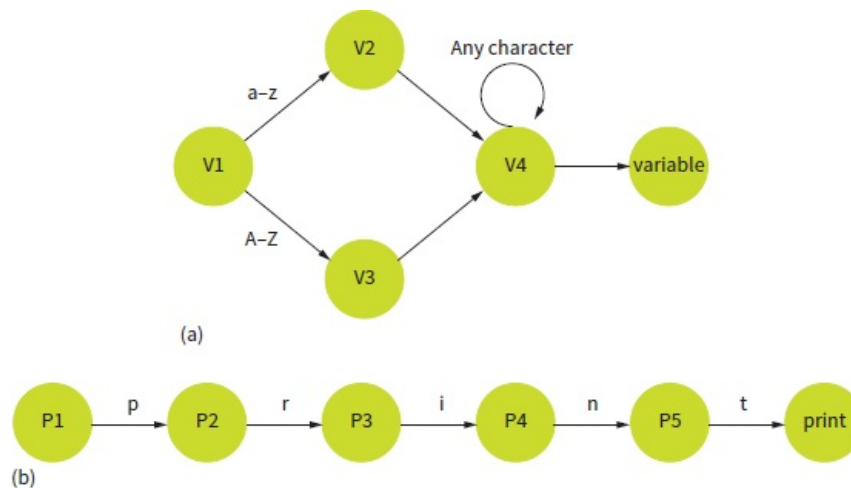 V2
Any character
a–z
V1
V4
variable
A–Z
V3
(a)
p
r
i
n
t
P1
P2
P3
P4
P5
print
(b)